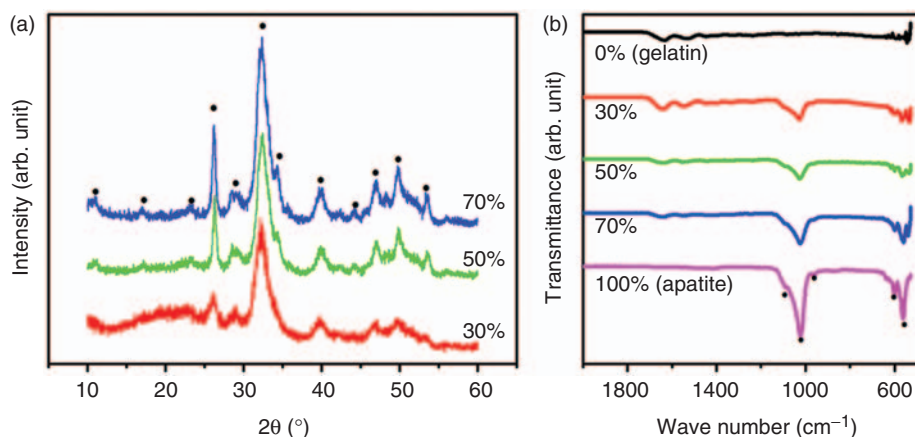 (a)
Intensity (arb. unit)
70%
50%
30%
10 20 30 40 50 60
2θ (°)
(b)
Transmittance (arb. unit)
0% (gelatin)
30%
50%
70%
100% (apatite)
1800 1400 1000 600
Wave number (cm⁻¹)